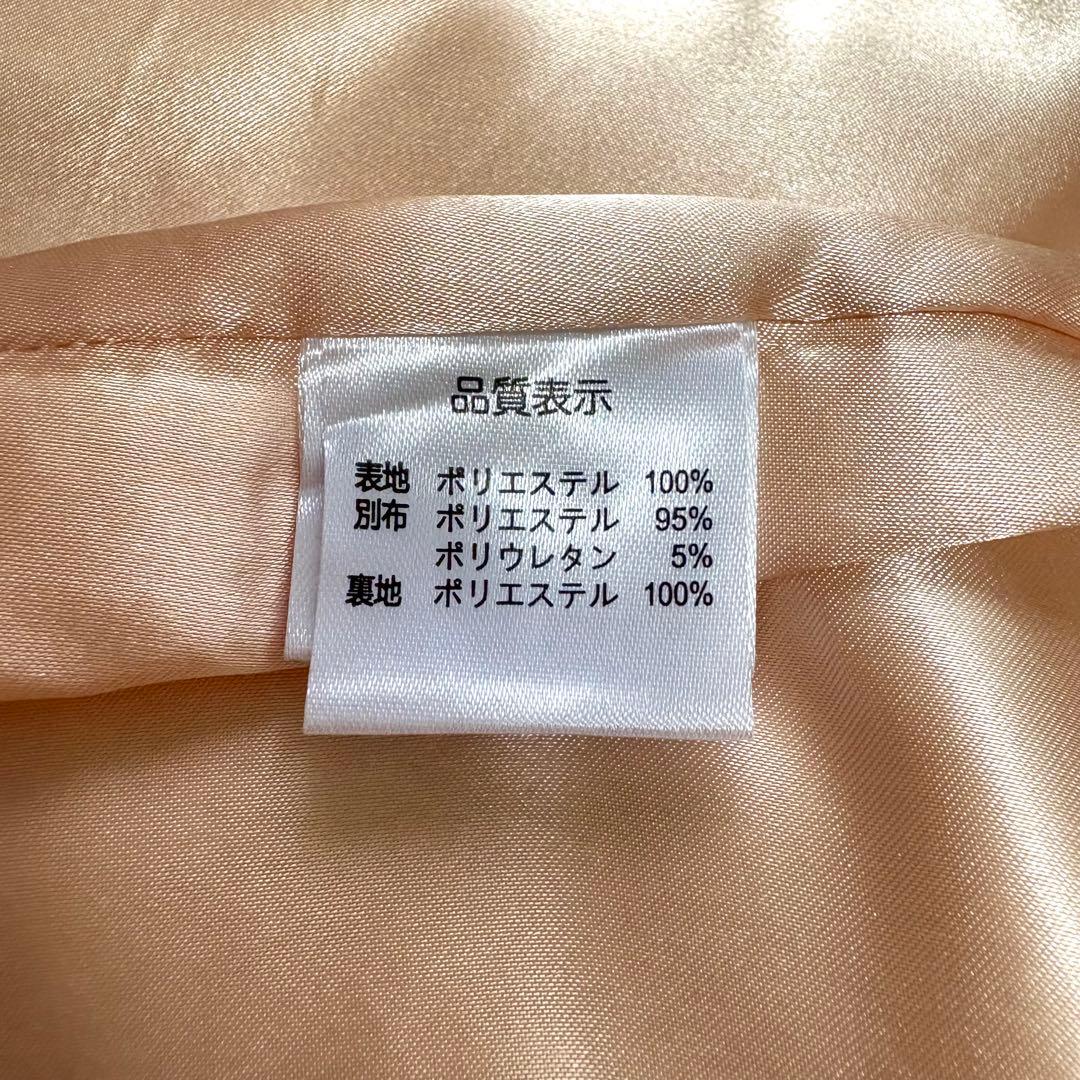 品質表示
表地 ポリエステル 100%
別布 ポリエステル 95%
ポリウレタン 5%
裏地 ポリエステル 100%